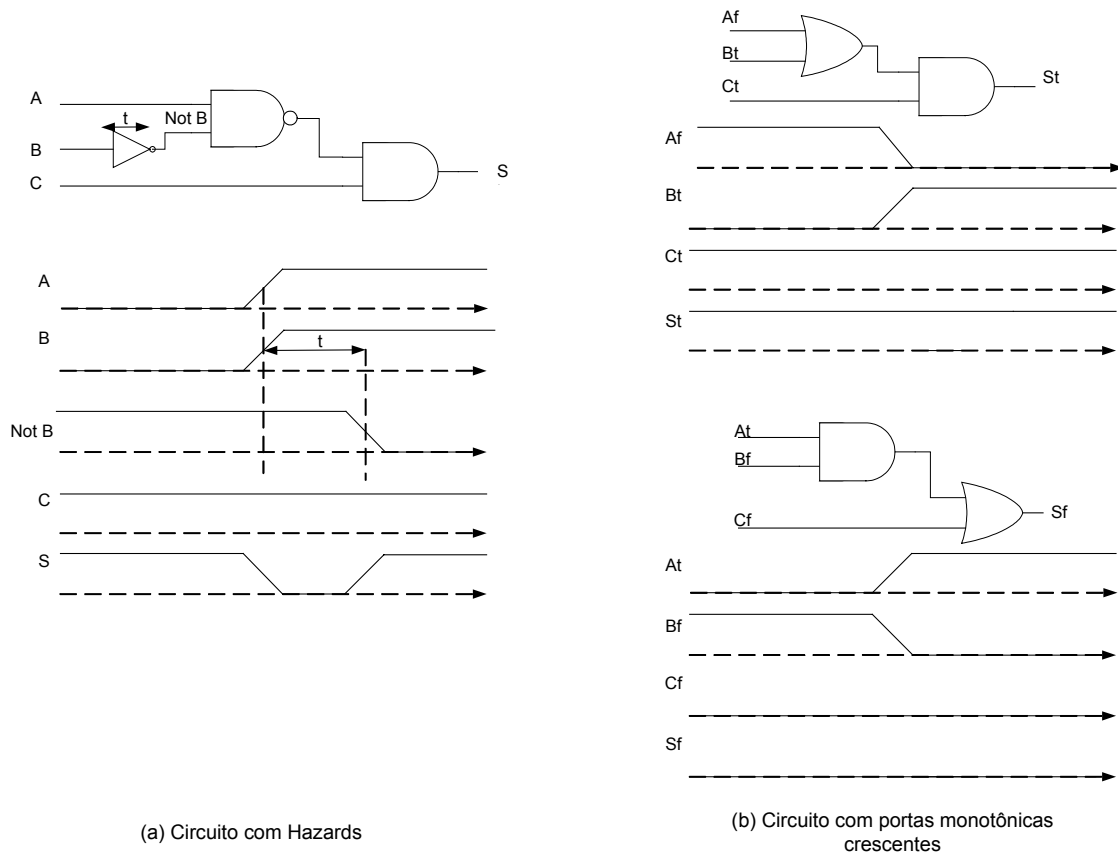 A
t
Not B
B
C
S
A
B
t
Not B
C
S
(a) Circuito com Hazards
Af
Bt
Ct
St
Af
Bt
Ct
St
At
Bf
Cf
Sf
At
Bf
Cf
Sf
(b) Circuito com portas monotônicas
crescentes